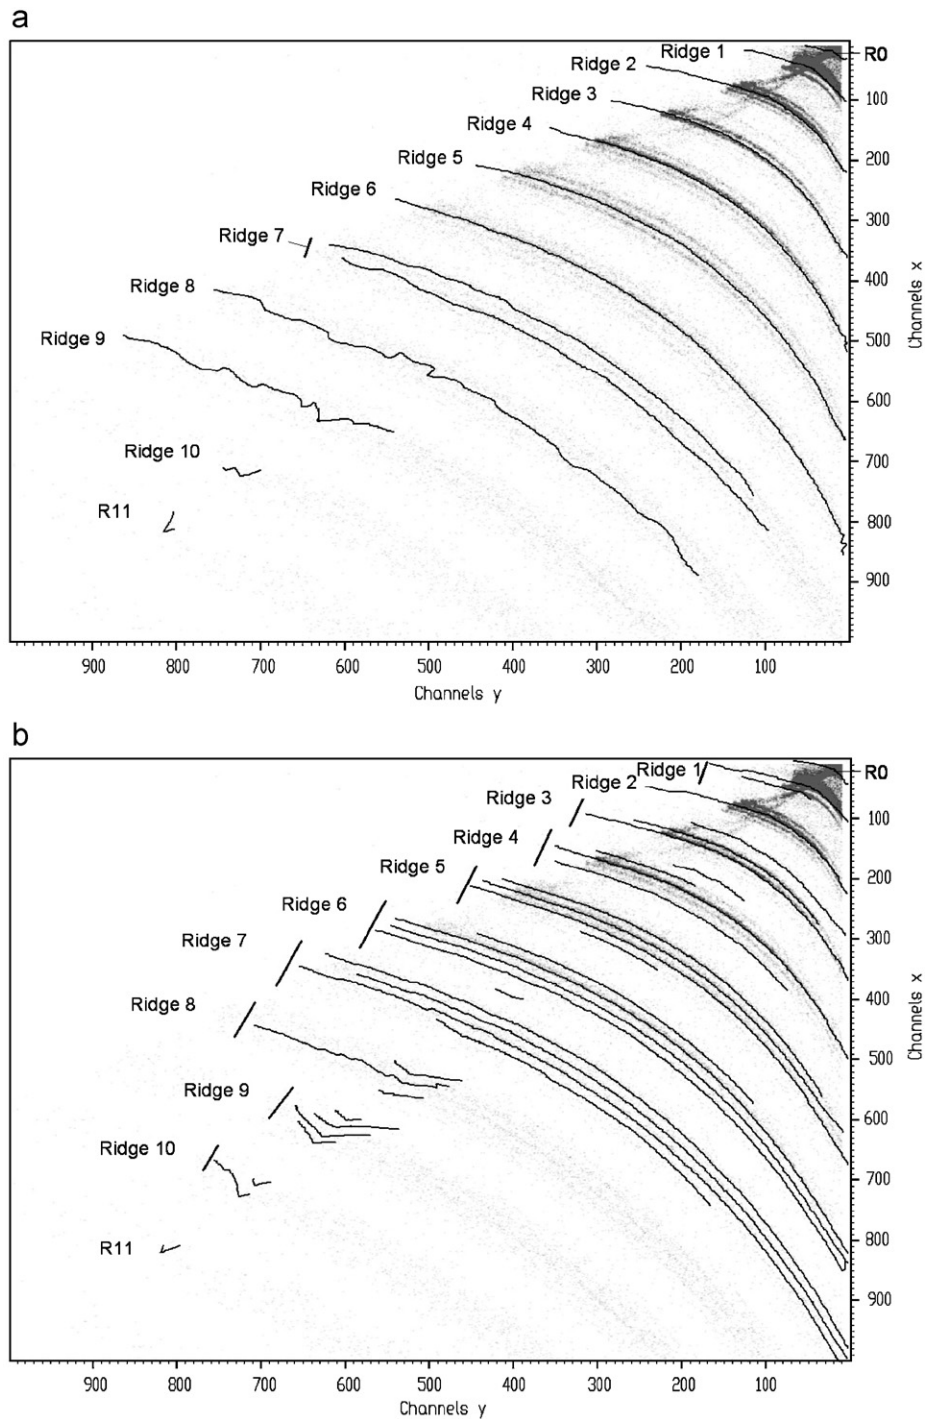 a
Ridge 1
R0
Ridge 2
Ridge 3
100
Ridge 4
Ridge 5
200
Ridge 6
300
Ridge 7
Channels x
400
Ridge 8
500
Ridge 9
600
Ridge 10
700
R11
800
900
900 800 700 600 500 400 300 200 100
Channels y
b
Ridge 1
R0
Ridge 2
Ridge 3
100
Ridge 4
Ridge 5
200
Ridge 6
300
Ridge 7
400
Channels x
Ridge 8
500
Ridge 9
600
Ridge 10
700
R11
800
900
900 800 700 600 500 400 300 200 100
Channels y